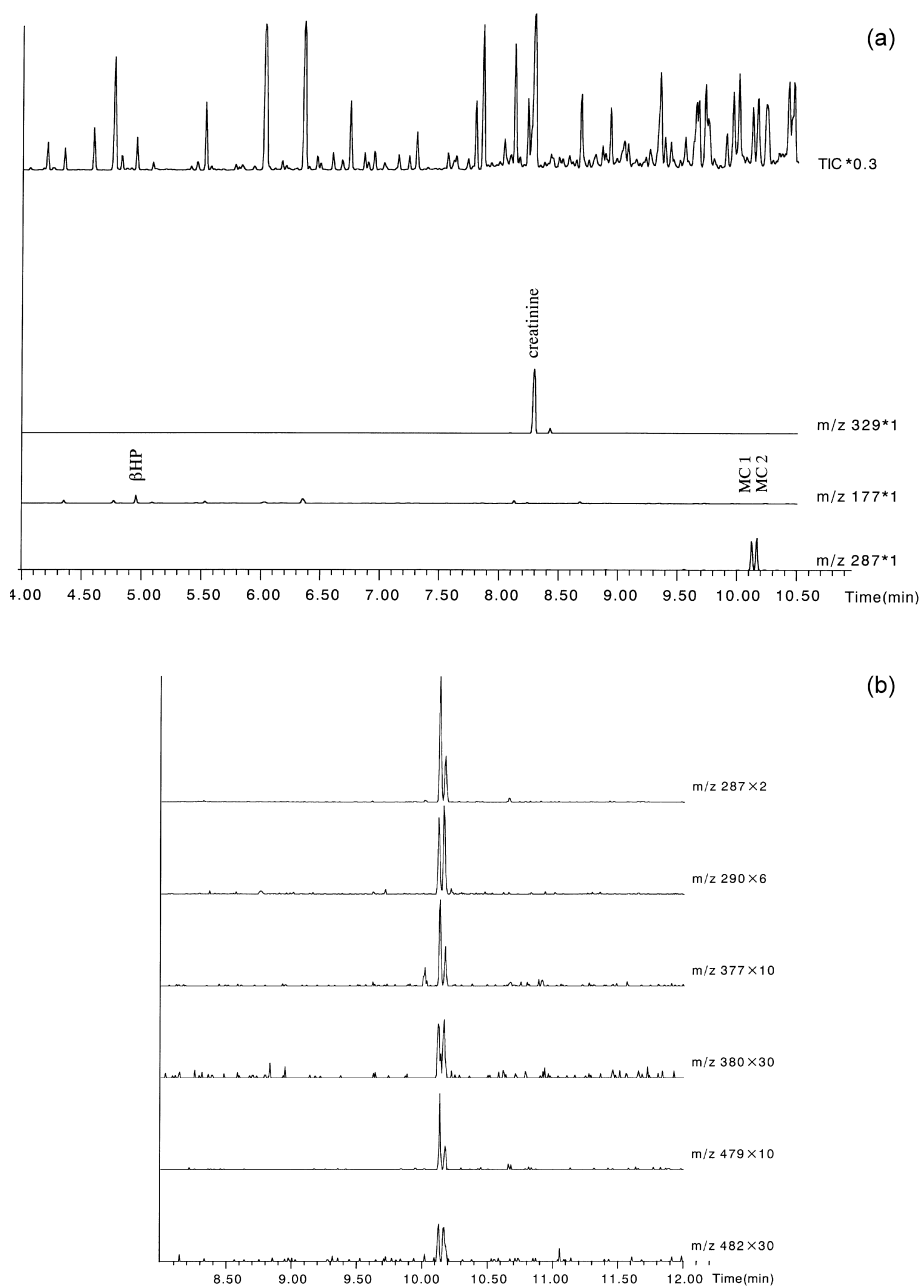 (a)
TIC *0.3
creatinine
m/z 329*1
βHP
MC 1
MC 2
m/z 177*1
m/z 287*1
4.00 4.50 5.00 6.00 6.50 7.00 7.50 8.00 8.50 9.00 9.50 10.00 10.50 Time(min)
(b)
m/z 287×2
m/z 290×6
m/z 377×10
m/z 380×30
m/z 479×10
m/z 482×30
8.50 9.00 9.50 10.00 10.50 11.00 11.50 12.00 Time(min)